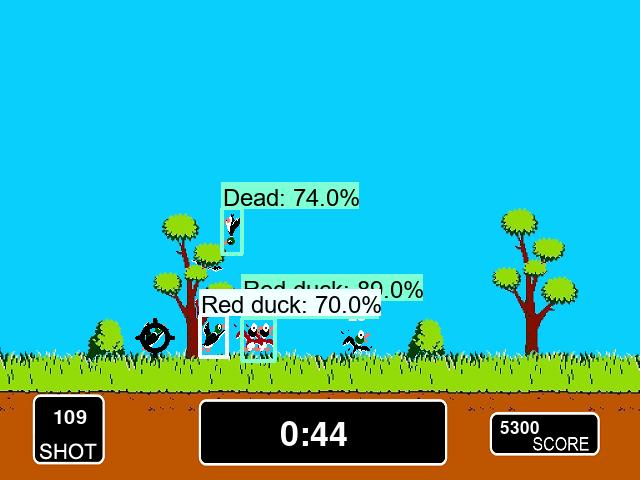 Dead: 74.0%
Red duck: 89.0%
Red duck: 70.0%
109
SHOT
0:44
5300
SCORE